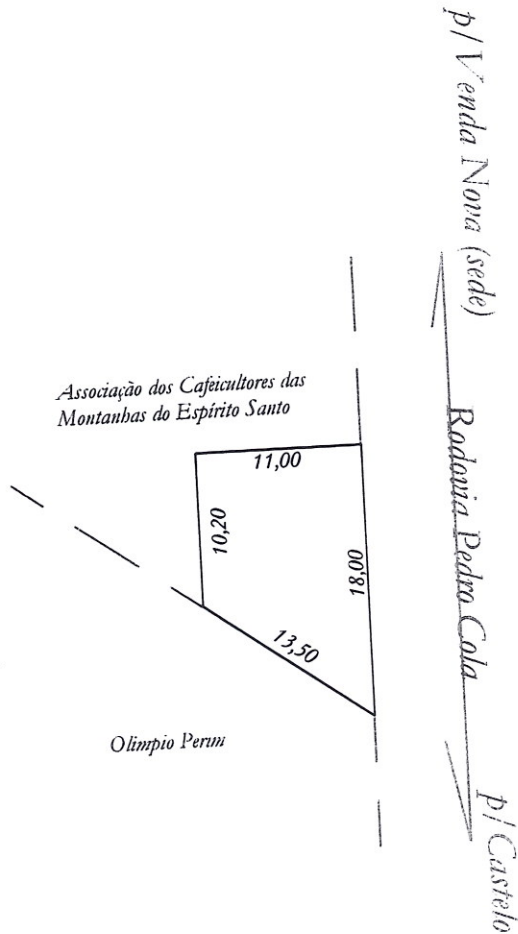 p/ Venda Nova (sede)
Rodovia Pedro Cola
p/ Castelo
Associação dos Cafeicultores das
Montanhas do Espírito Santo
11,00
10,20
18,00
13,50
Olimpio Perim